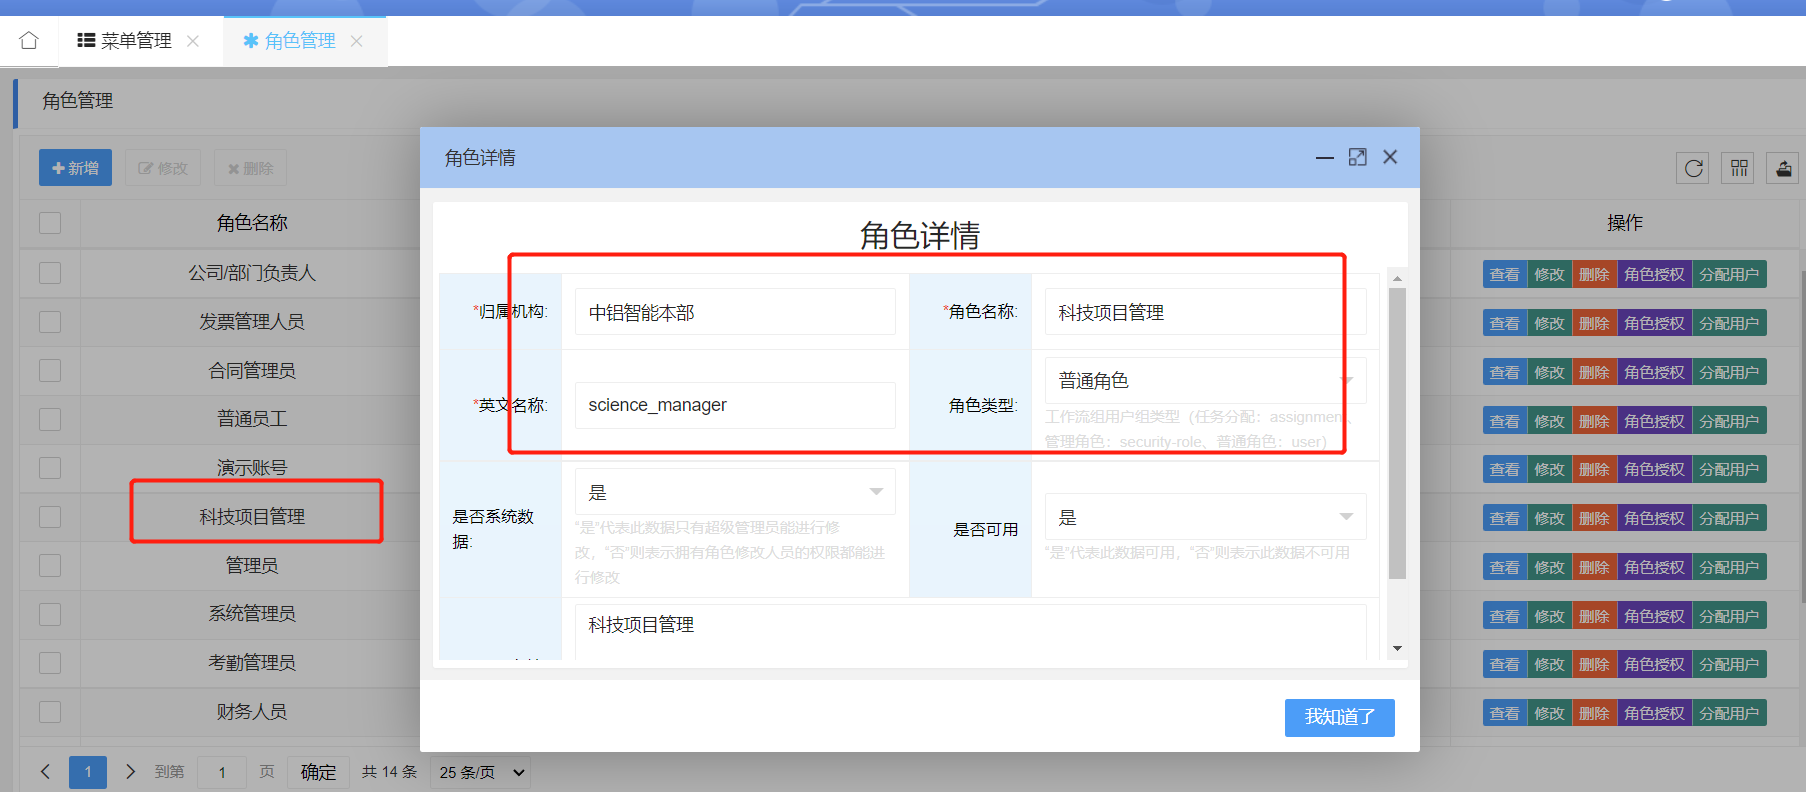 菜单管理
角色管理
角色管理
新增
修改
删除
角色名称
操作
公司/部门负责人
查看 修改 删除 角色授权 分配用户
发票管理人员
查看 修改 删除 角色授权 分配用户
合同管理员
查看 修改 删除 角色授权 分配用户
普通员工
查看 修改 删除 角色授权 分配用户
演示账号
查看 修改 删除 角色授权 分配用户
科技项目管理
查看 修改 删除 角色授权 分配用户
管理员
查看 修改 删除 角色授权 分配用户
系统管理员
查看 修改 删除 角色授权 分配用户
考勤管理员
查看 修改 删除 角色授权 分配用户
财务人员
查看 修改 删除 角色授权 分配用户
1
到第 1 页 确定 共 14 条 25 条/页
角色详情
角色详情
*归属机构: 中铝智能本部
*角色名称: 科技项目管理
*英文名称: science_manager
角色类型: 普通角色
工作流组用户组类型（任务分配：assignment、
管理角色：security-role、普通角色：user）
是否系统数
据:
是
“是”代表此数据只有超级管理员能进行修
改，“否”则表示拥有角色修改人员的权限都能进
行修改
是否可用 是
“是”代表此数据可用，“否”则表示此数据不可用
科技项目管理
我知道了